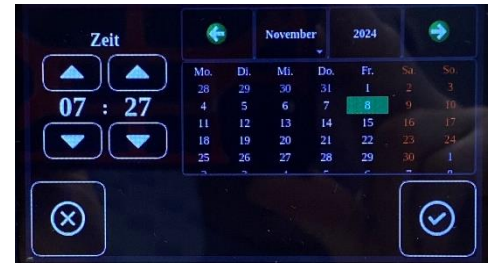 Zeit
November 2024
Mo. Di. Mi. Do. Fr. Sa. So.
28 29 30 31 1 2 3
4 5 6 7 8 9 10
07 : 27
11 12 13 14 15 16 17
18 19 20 21 22 23 24
25 26 27 28 29 30 1